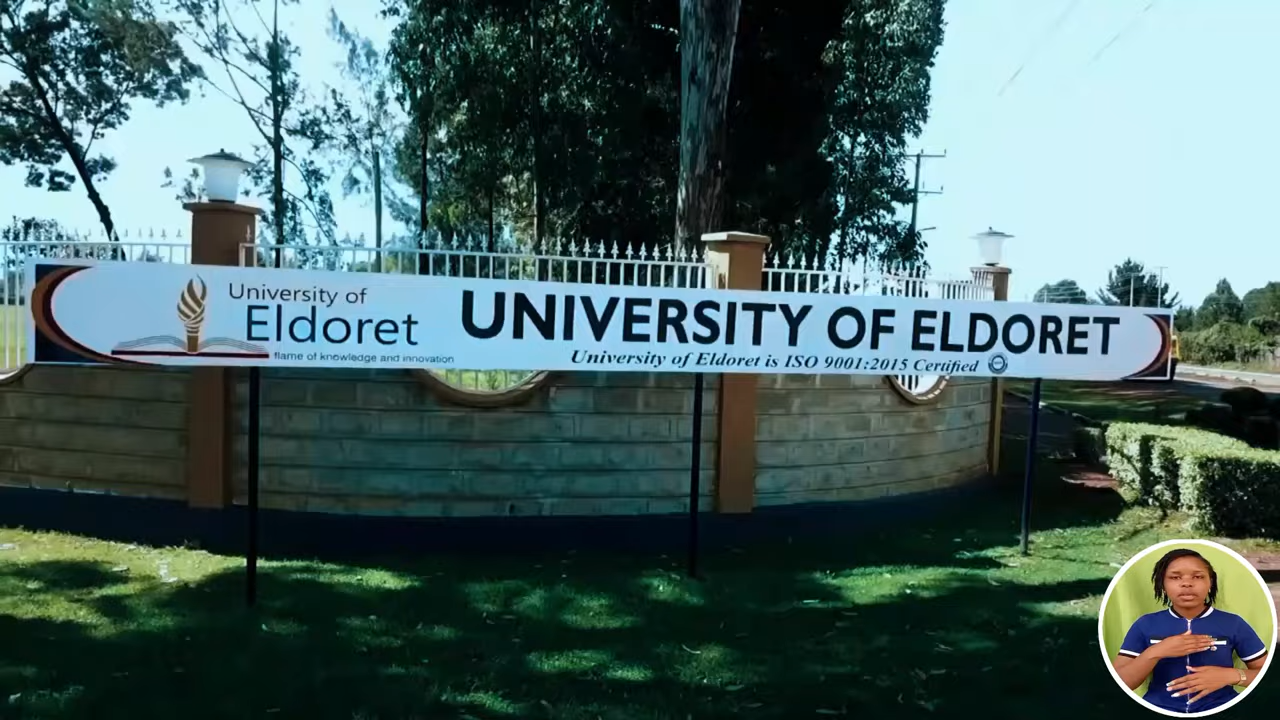 University of
Eldoret
flame of knowledge and innovation
UNIVERSITY OF ELDORET
University of Eldoret is ISO 9001:2015 Certified